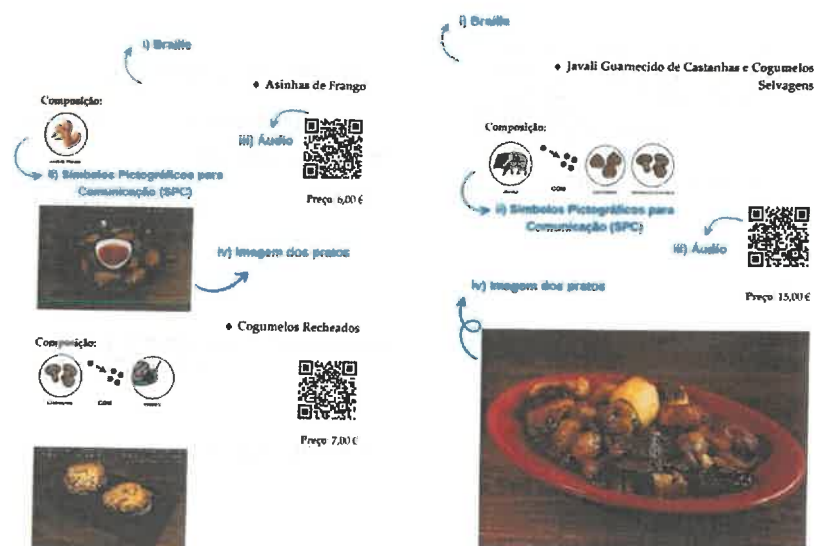 i) Braille
♦ Asinhas de Frango
Composição:
iii) Áudio
ii) Símbolos Pictográficos para
Comunicação (SPC)
Preço 6,00 €
iv) Imagem dos pratos
♦ Cogumelos Recheados
Composição:
COM
Preço 7,00 €
i) Braille
♦ Javali Guarnecido de Castanhas e Cogumelos
Selvagens
Composição:
COM
ii) Símbolos Pictográficos para
Comunicação (SPC)
iii) Áudio
iv) Imagem dos pratos
Preço 15,00 €